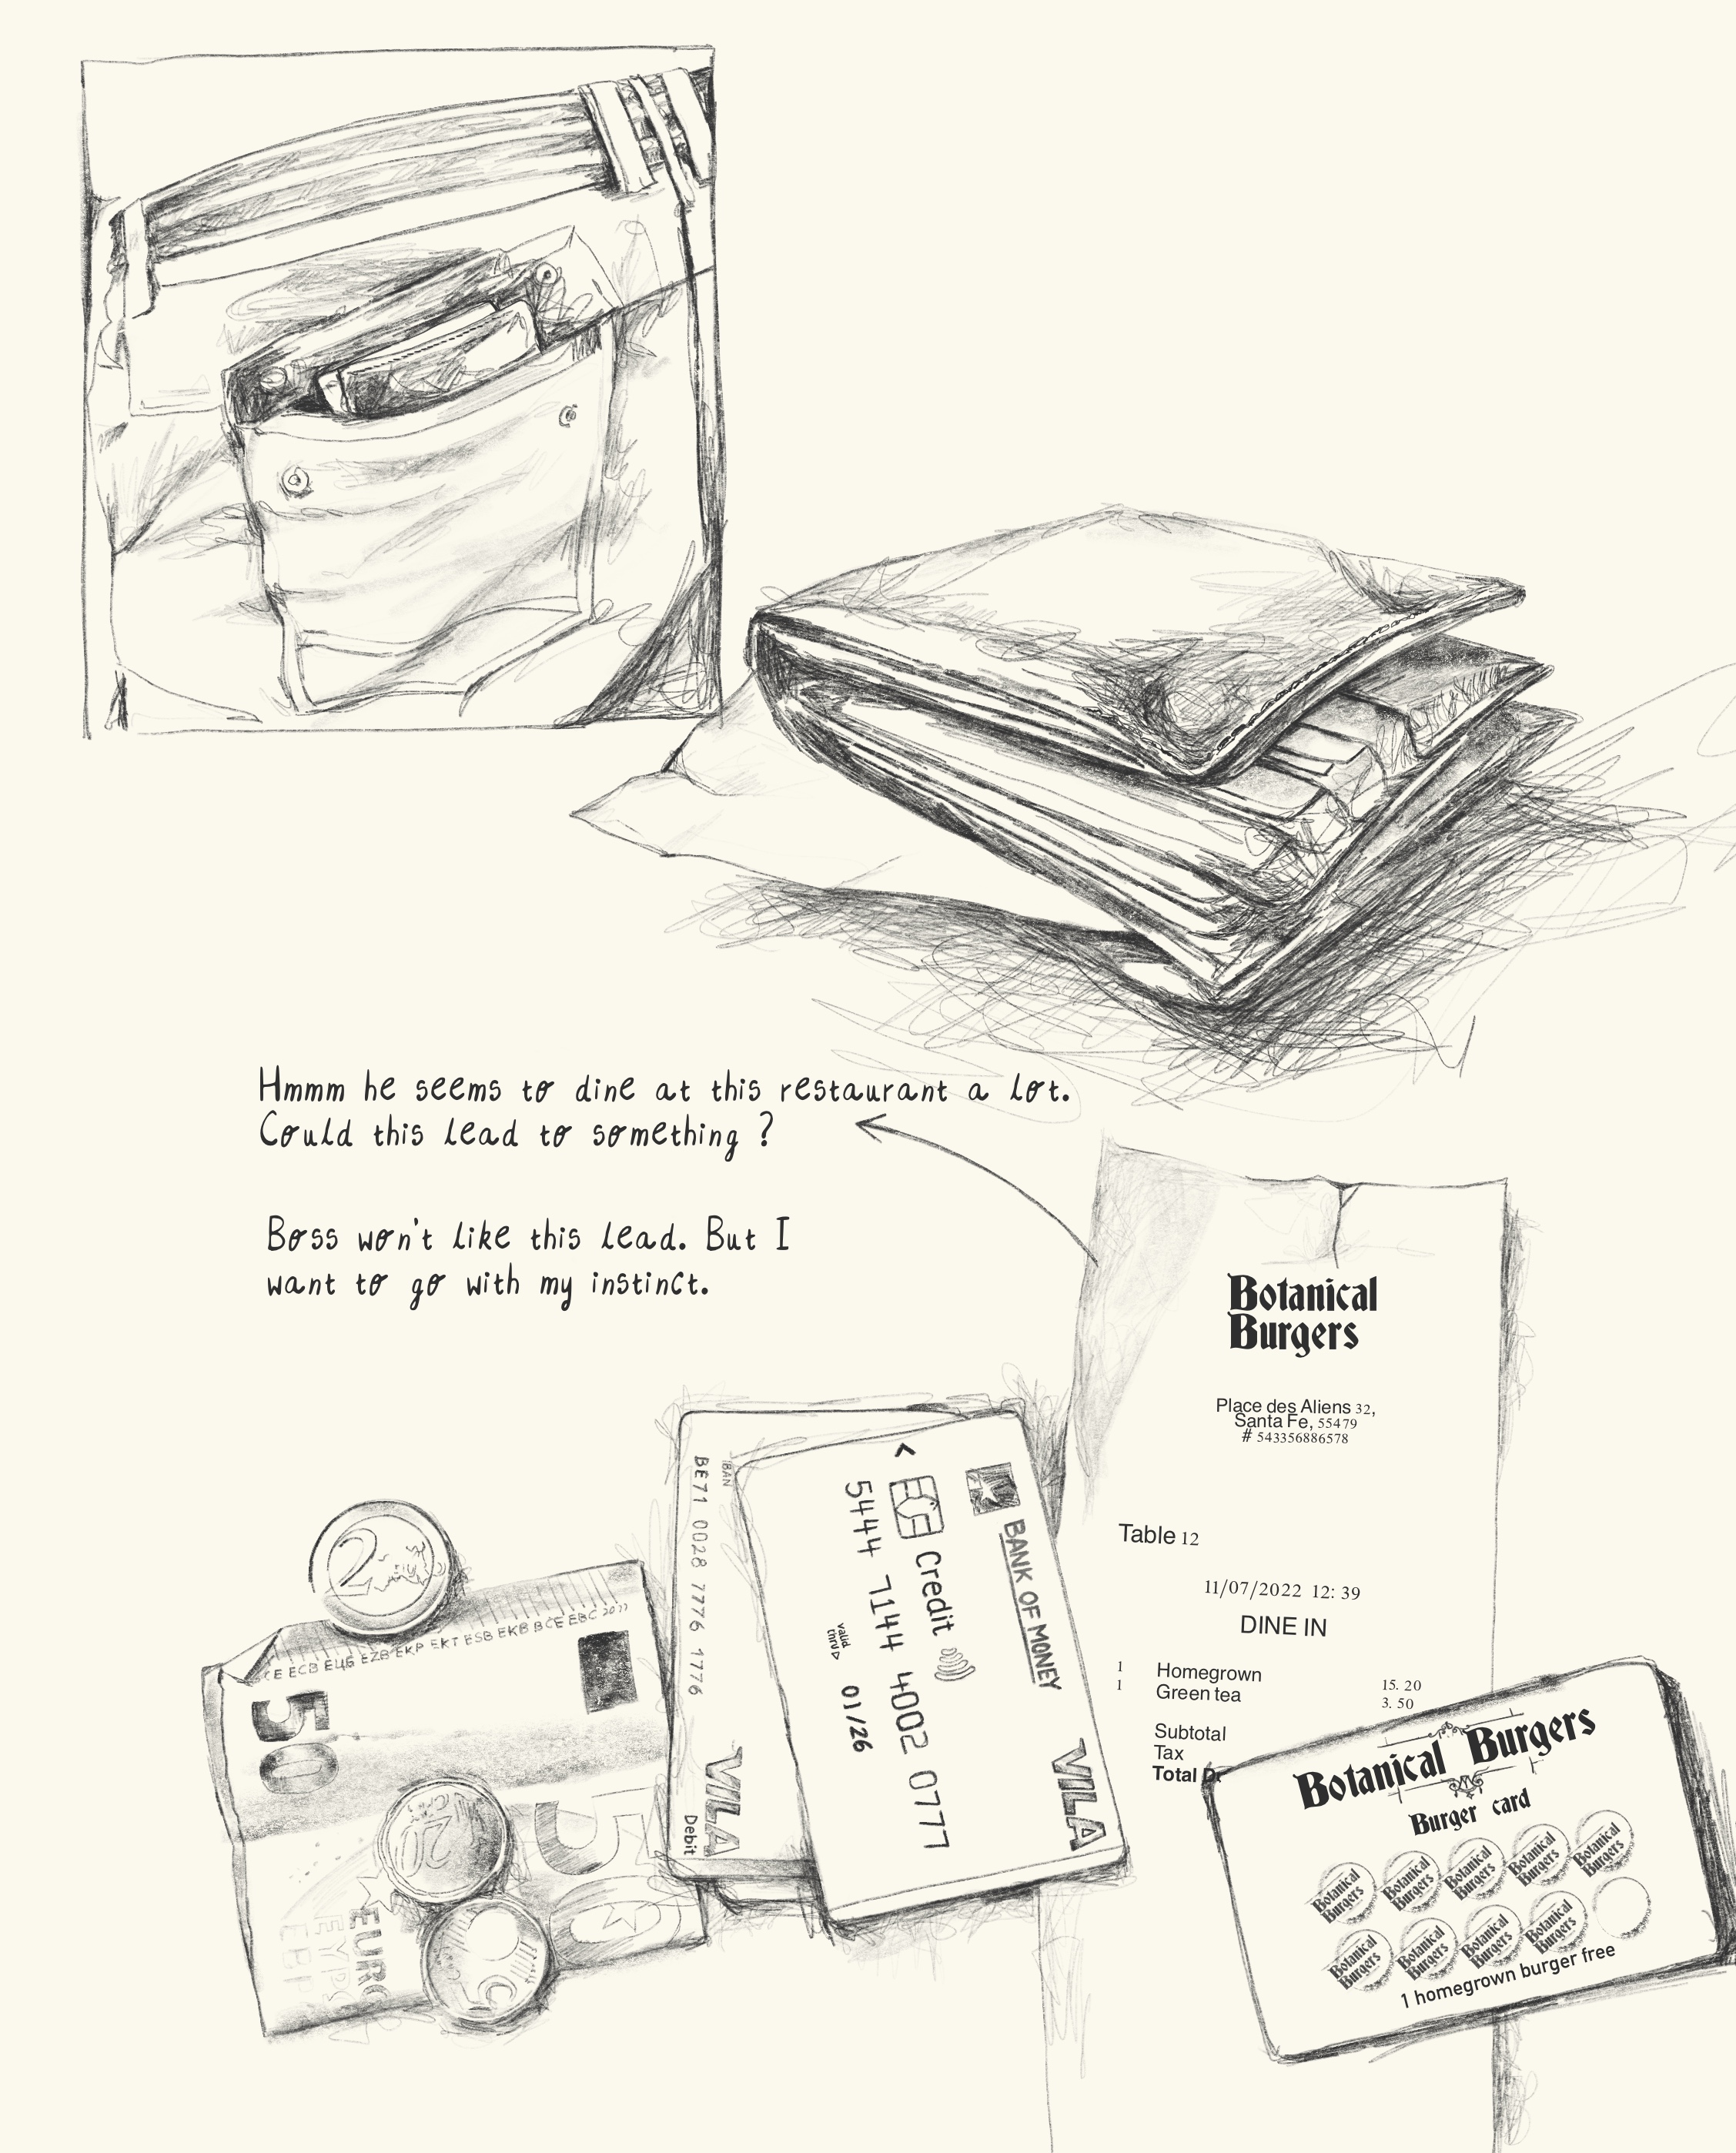 Hmmm he seems to dine at this restaurant a lot.
Could this lead to something ?
Boss won't like this lead. But I
want to go with my instinct.
Botanical
Burgers
Place des Aliens 32,
Santa Fe, 55479
# 543356886578
Table 12
11/07/2022 12: 39
DINE IN
1 Homegrown 15. 20
1 Green tea 3. 50
Subtotal
Tax
Total
BANK OF MONEY
Credit
5444 7144 4002 0777
valid
thru
01/26
VILA
IBAN
BE71 0028 7776 1776
VILA
Debit
2
ECB EZB EKP EKT ESB EKB BCE EBC
50
50
20
5
EURO
Botanical Burgers
Burger card
Botanical
Burgers
Botanical
Burgers
Botanical
Burgers
Botanical
Burgers
Botanical
Burgers
Botanical
Burgers
Botanical
Burgers
Botanical
Burgers
Botanical
Burgers
1 homegrown burger free